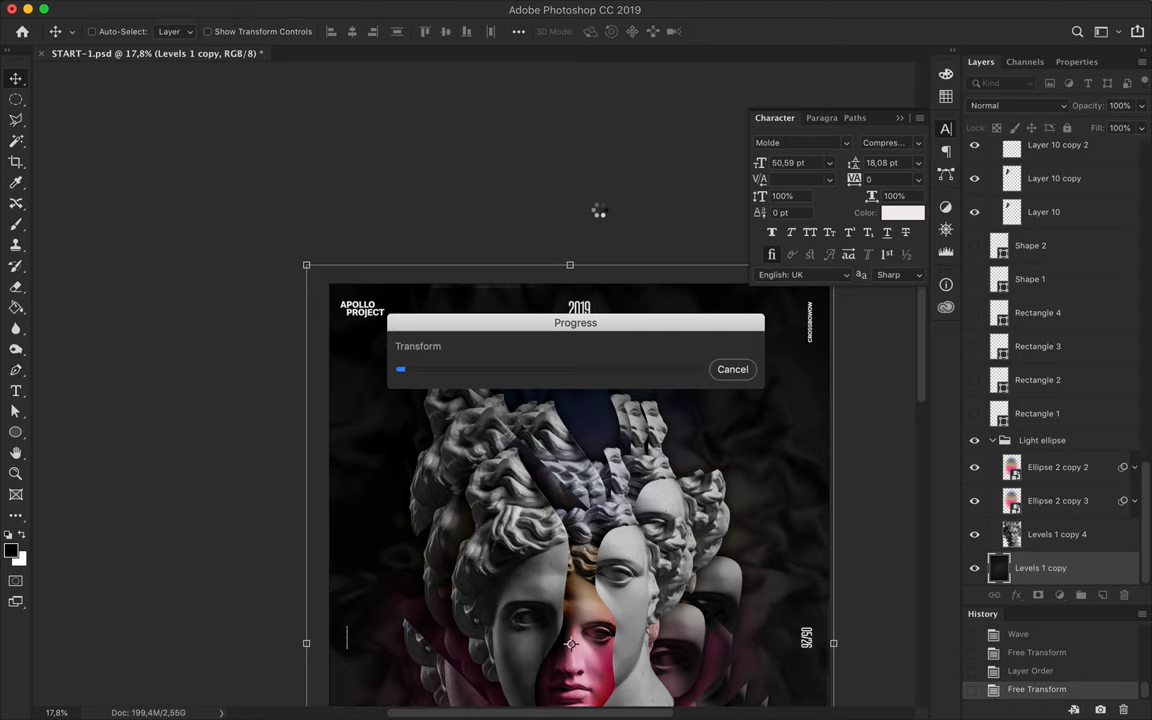 Adobe Photoshop CC 2019
Auto-Select: Layer Show Transform Controls 3D Mode:
START-1.psd @ 17,8% (Levels 1 copy, RGB/8) *
Layers Channels Properties
Kind
Normal Opacity: 100%
Lock: Fill: 100%
Layer 10 copy 2
Layer 10 copy
Layer 10
Shape 2
Shape 1
Rectangle 4
Rectangle 3
Rectangle 2
Rectangle 1
Light ellipse
Ellipse 2 copy 2
Ellipse 2 copy 3
Levels 1 copy 4
Levels 1 copy
fx
History
Wave
Free Transform
Layer Order
Free Transform
Character Paragra Paths
Molde Compres...
50,59 pt 18,08 pt
0
100% 100%
0 pt Color:
English: UK Sharp
APOLLO
PROJECT
2019
CROSSBOWOW
Progress
Transform
Cancel
05/26
17,8% Doc: 199,4M/2,55G